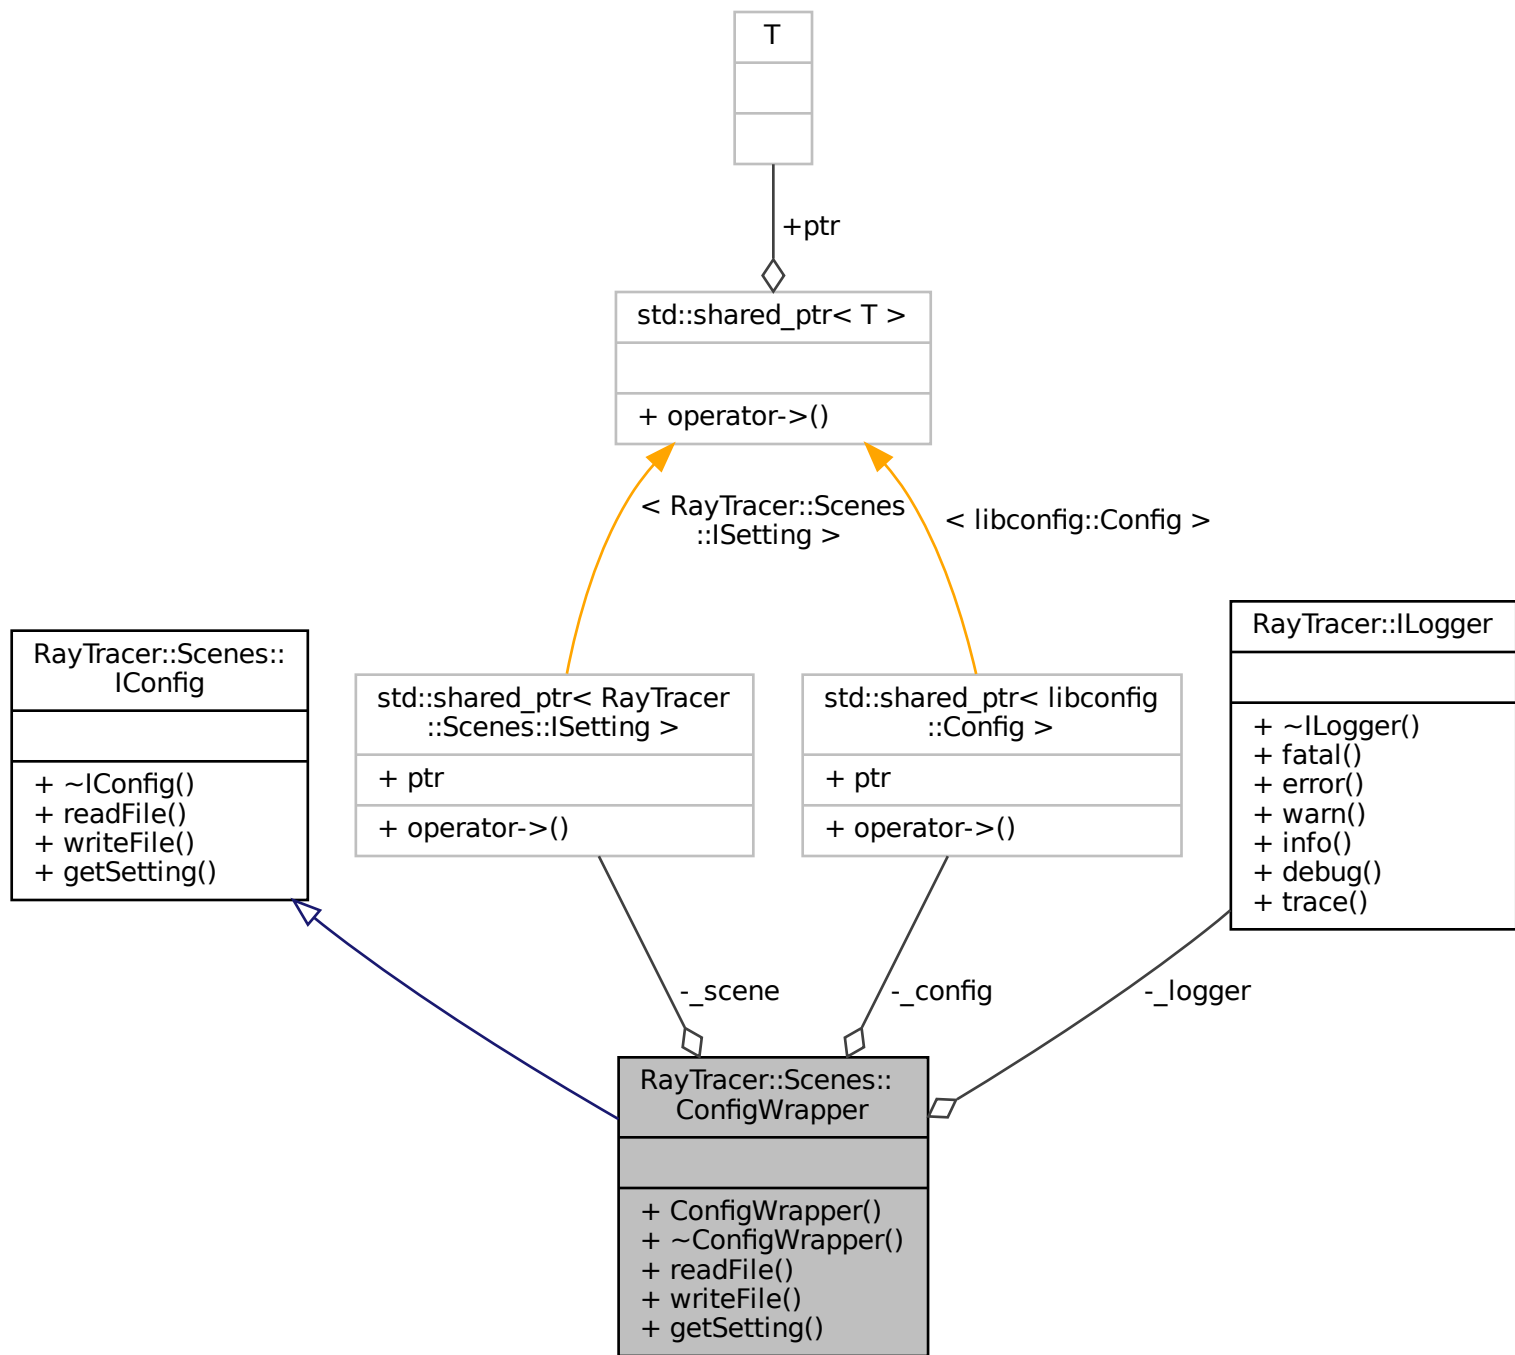 T
+ptr
std::shared_ptr< T >
+ operator->()
< RayTracer::Scenes
::ISetting >
< libconfig::Config >
RayTracer::Scenes::
IConfig
+ ~IConfig()
+ readFile()
+ writeFile()
+ getSetting()
std::shared_ptr< RayTracer
::Scenes::ISetting >
+ ptr
+ operator->()
std::shared_ptr< libconfig
::Config >
+ ptr
+ operator->()
RayTracer::ILogger
+ ~ILogger()
+ fatal()
+ error()
+ warn()
+ info()
+ debug()
+ trace()
-_scene
-_config
-_logger
RayTracer::Scenes::
ConfigWrapper
+ ConfigWrapper()
+ ~ConfigWrapper()
+ readFile()
+ writeFile()
+ getSetting()